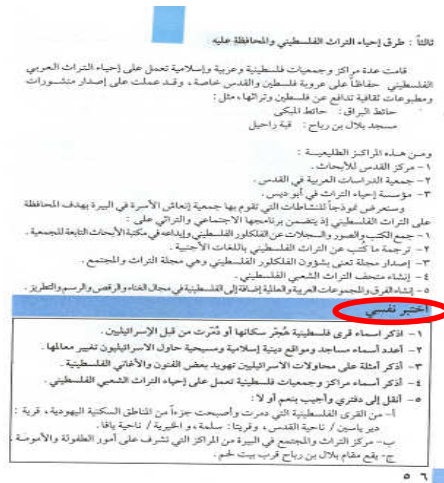 ثالثاً : طرق إحياء التراث الفلسطيني والمحافظة عليه
قامت عدة مراكز وجمعيات فلسطينية وعربية وإسلامية تعمل على إحياء التراث العربي
الفلسطيني حفاظاً على عروبة فلسطين والقدس خاصة ، وقد عملت على إصدار منشورات
ومطبوعات ثقافية تدافع عن فلسطين وتراثها ، مثل :
حائط البراق : حائط المبكى
مسجد بلال بن رباح : قبة راحيل
ومن هذه المراكز الطليعية :
١- مركز القدس للأبحاث .
٢- جمعية الدراسات العربية في القدس .
٣- مؤسسة إحياء التراث في أبو ديس .
وسنعرض نموذجاً للنشاطات التي تقوم بها جمعية إنعاش الأسرة في البيرة بهدف المحافظة
على التراث الفلسطيني إذ يتضمن برنامجها الاجتماعي والتراثي على :
١- جمع الكتب والصور والسجلات عن الفلكلور الفلسطيني وإيداعه في مكتبة الأبحاث التابعة للجمعية .
٢- ترجمة ما كتب عن التراث الفلسطيني باللغات الأجنبية .
٣- إصدار مجلة تعنى بشؤون الفلكلور الفلسطيني وهي مجلة التراث والمجتمع .
٤- إنشاء متحف التراث الشعبي الفلسطيني .
٥- إنشاء الفرق والمجموعات العربية والعالمية إضافة إلى الفلسطينية في مجال الغناء والرقص والرسم والتطريز .
اختبر نفسي
١- اذكر أسماء قرى فلسطينية هُجّر سكانها أو دُمّرت من قبل الإسرائيليين .
٢- أعدد أسماء مساجد ومواقع دينية إسلامية ومسيحية حاول الاسرائيليون تغيير معالمها .
٣- أذكر أمثلة على محاولات الاسرائيليين تهويد بعض الفنون والأغاني الفلسطينية .
٤- أذكر أسماء مراكز وجمعيات فلسطينية تعمل على إحياء التراث الشعبي الفلسطيني .
٥- أنقل إلى دفتري وأجيب بنعم أو لا :
أ- من القرى الفلسطينية التي دمرت وأصبحت جزءاً من المناطق السكنية اليهودية ، قرية :
دير ياسين / ناحية القدس ، وقريتا : سلمة ، و الخيرية / ناحية يافا .
ب- مركز التراث والمجتمع في البيرة من المراكز التي تشرف على أمور الطفولة والأمومة .
ج- يقع مقام بلال بن رباح قرب بيت لحم .
٥ ٦